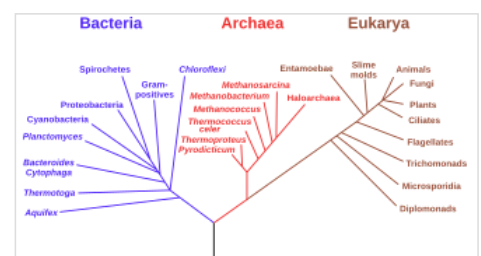 Bacteria
Archaea
Eukarya
Spirochetes
Chloroflexi
Gram-
positives
Proteobacteria
Cyanobacteria
Planctomyces
Bacteroides
Cytophaga
Thermotoga
Aquifex
Methanosarcina
Methanobacterium
Haloarchaea
Methanococcus
Thermococcus
celer
Thermoproteus
Pyrodicticum
Entamoebae
Slime
molds
Animals
Fungi
Plants
Ciliates
Flagellates
Trichomonads
Microsporidia
Diplomonads